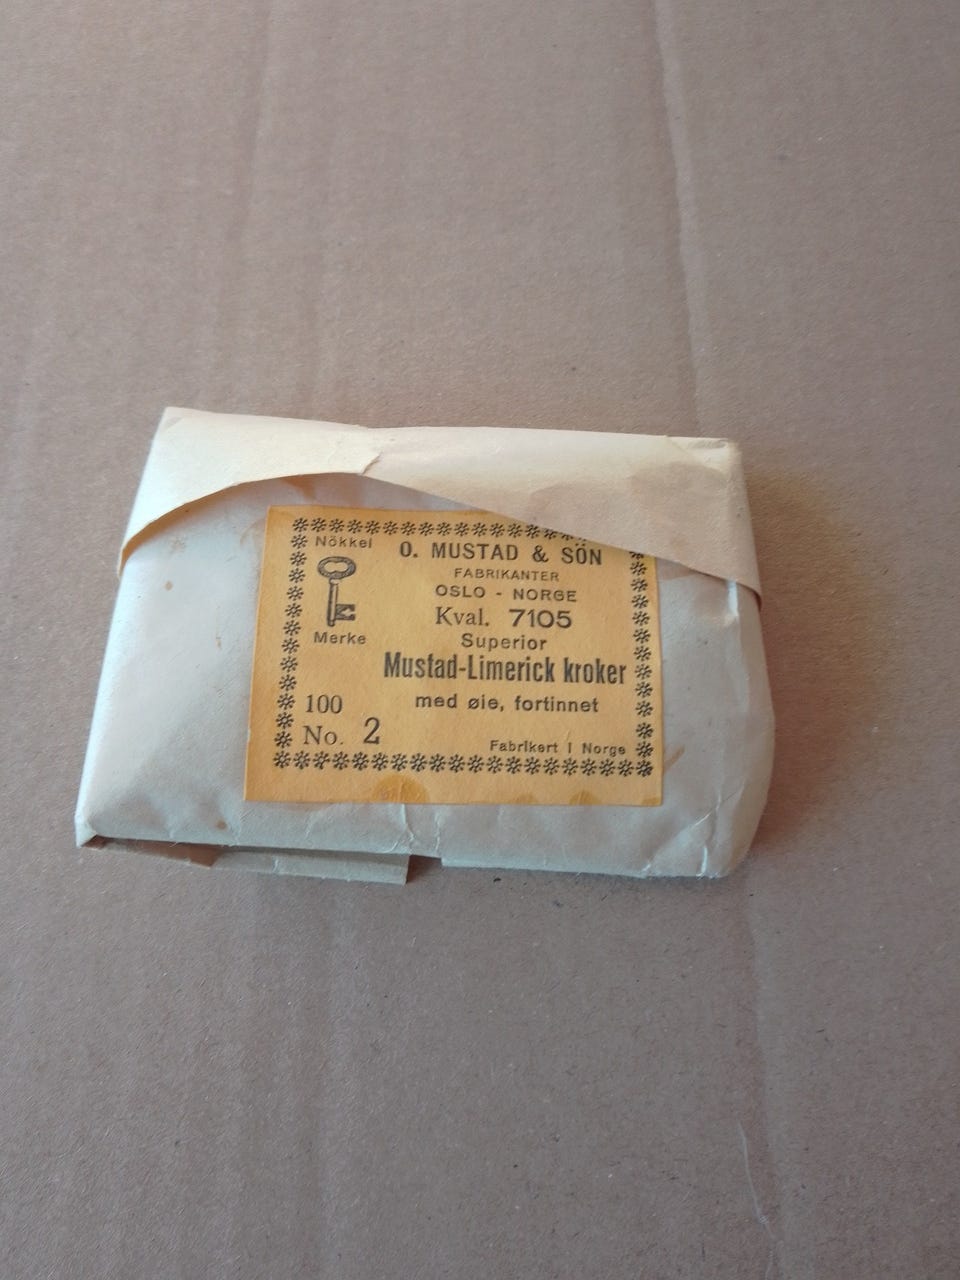 Nökkel
Merke
O. MUSTAD & SÖN
FABRIKANTER
OSLO - NORGE
Kval. 7105
Superior
Mustad-Limerick kroker
med øie, fortinnet
100
No. 2
Fabrikert i Norge